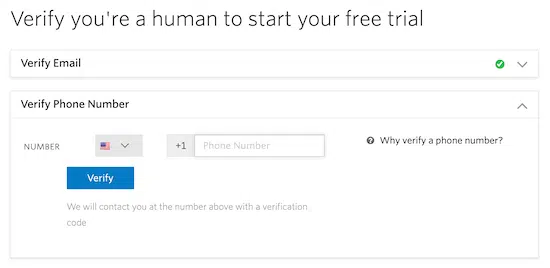 Verify you're a human to start your free trial
Verify Email
Verify Phone Number
NUMBER +1 Phone Number Why verify a phone number?
Verify
We will contact you at the number above with a verification
code